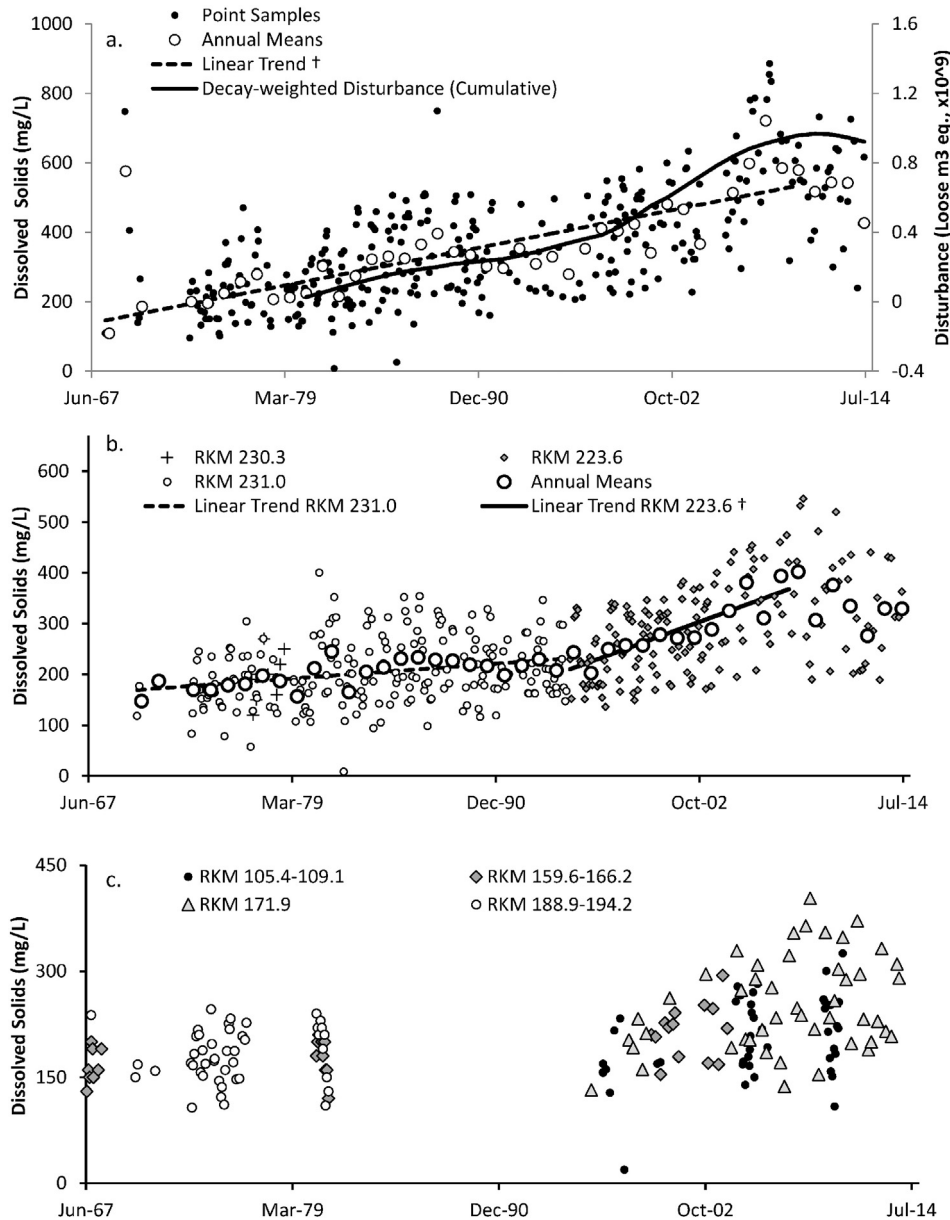 a.
Point Samples
Annual Means
Linear Trend †
Decay-weighted Disturbance (Cumulative)
Dissolved Solids (mg/L)
1000
800
600
400
200
0
Disturbance (Loose m3 eq., x10^9)
1.6
1.2
0.8
0.4
0
-0.4
Jun-67 Mar-79 Dec-90 Oct-02 Jul-14
b.
RKM 230.3 RKM 223.6
RKM 231.0 Annual Means
Linear Trend RKM 231.0 Linear Trend RKM 223.6 †
Dissolved Solids (mg/L)
600
500
400
300
200
100
0
Jun-67 Mar-79 Dec-90 Oct-02 Jul-14
c.
RKM 105.4-109.1 RKM 159.6-166.2
RKM 171.9 RKM 188.9-194.2
Dissolved Solids (mg/L)
450
300
150
0
Jun-67 Mar-79 Dec-90 Oct-02 Jul-14